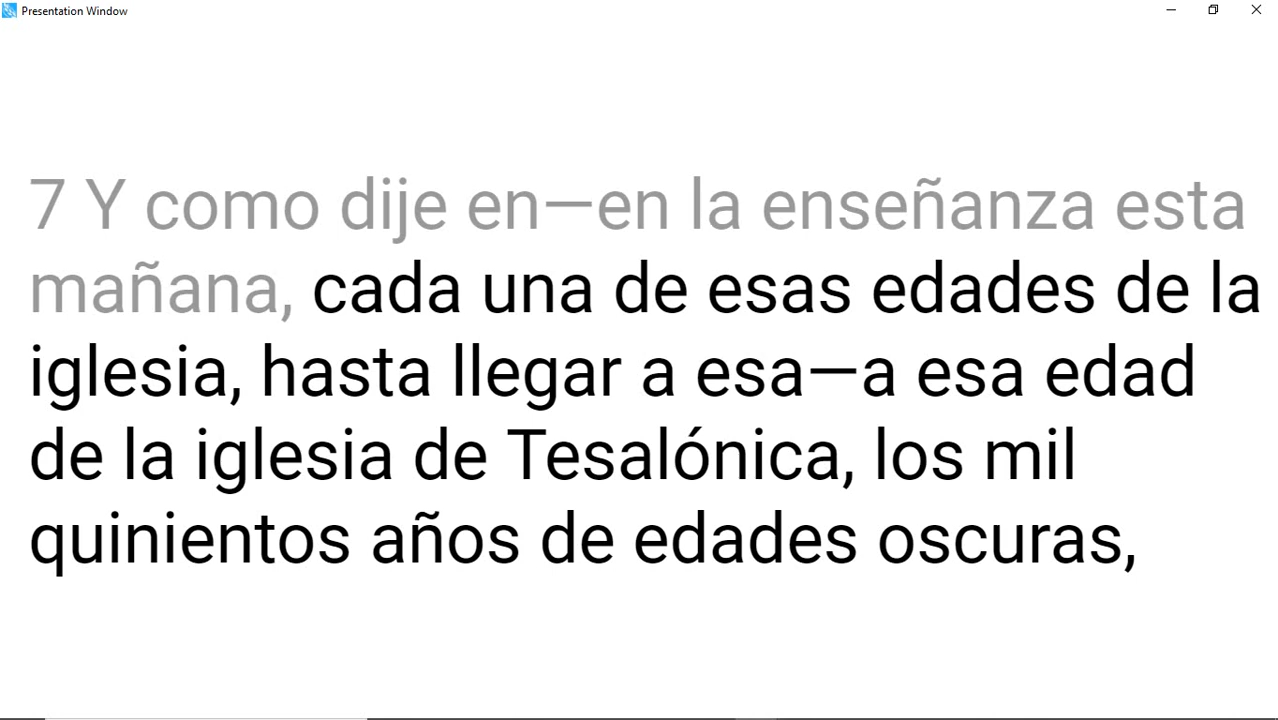 Presentation Window
7 Y como dije en—en la enseñanza esta
mañana, cada una de esas edades de la
iglesia, hasta llegar a esa—a esa edad
de la iglesia de Tesalónica, los mil
quinientos años de edades oscuras,